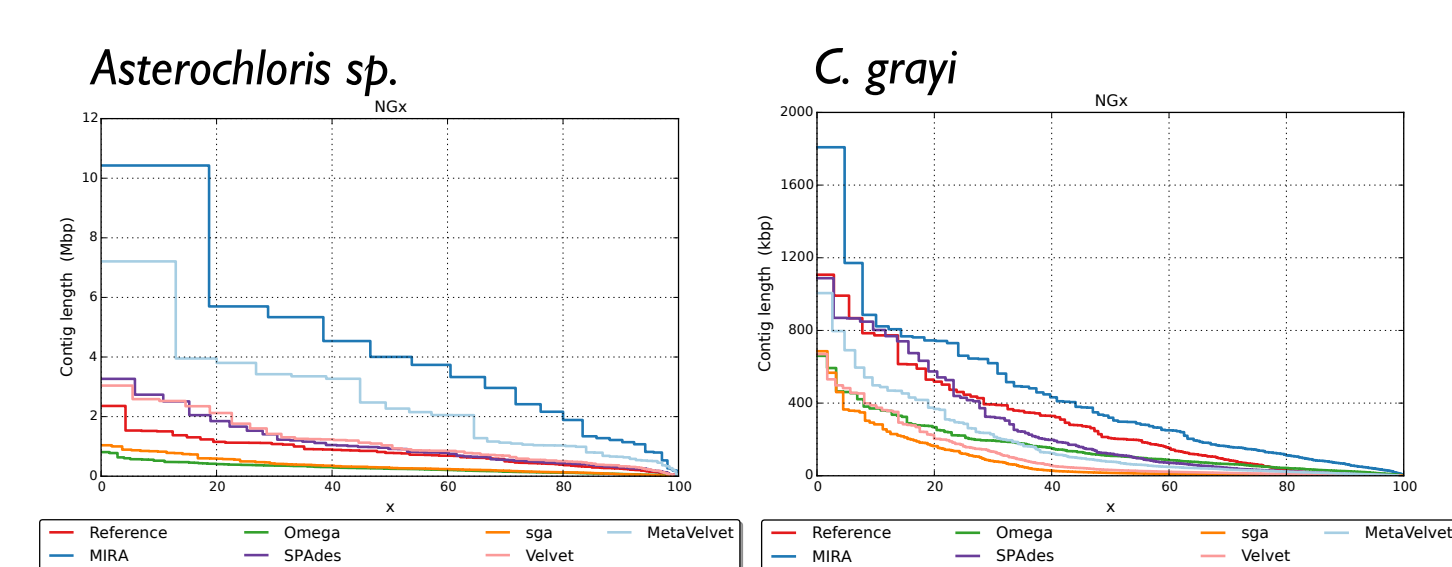 Asterochloris sp.
NGx
12
10
8
6
4
2
0
Contig length (Mbp)
0 20 40 60 80 100
x
Reference Omega sga MetaVelvet
MIRA SPAdes Velvet
C. grayi
NGx
2000
1600
1200
800
400
0
Contig length (kbp)
0 20 40 60 80 100
x
Reference Omega sga MetaVelvet
MIRA SPAdes Velvet